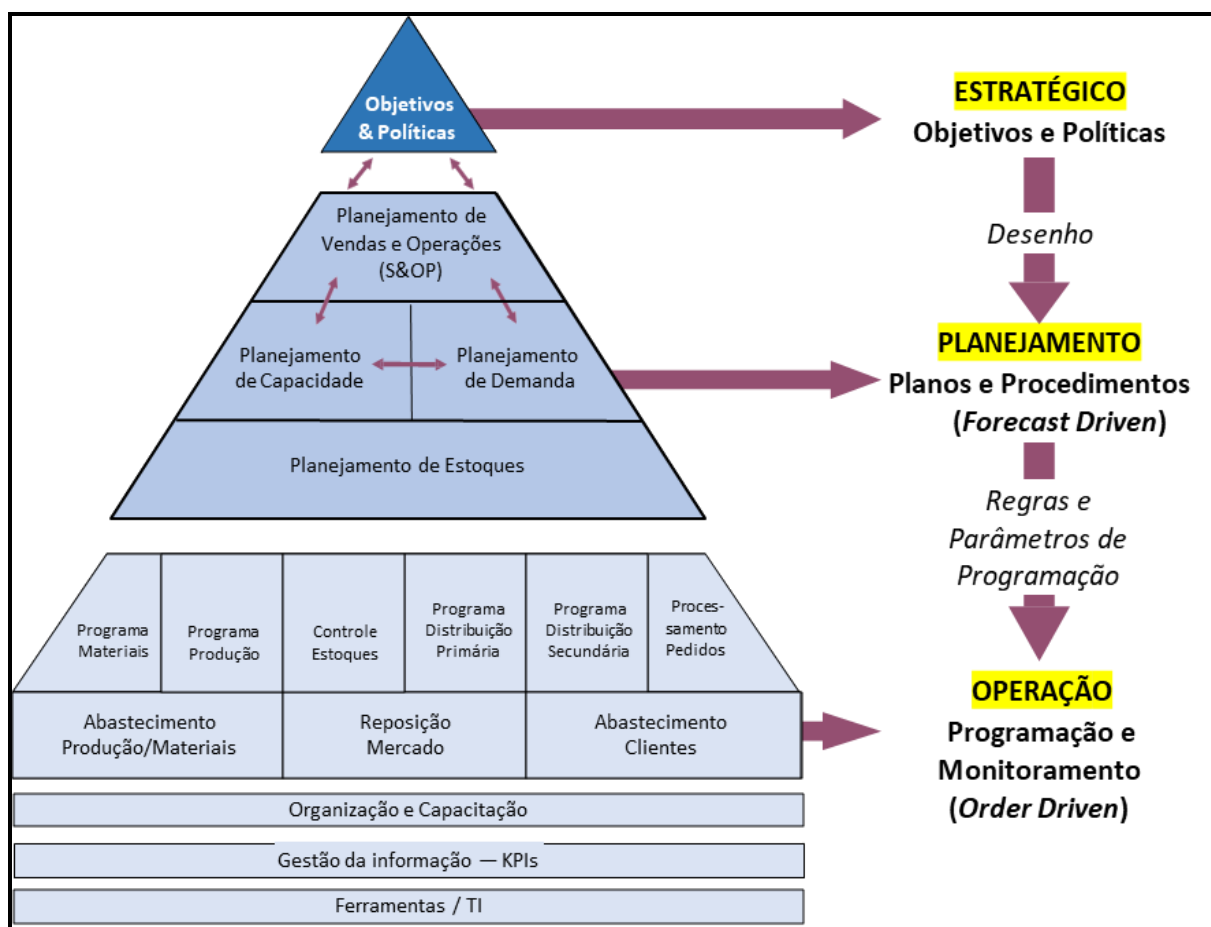 Objetivos
& Políticas
Planejamento de
Vendas e Operações
(S&OP)
Planejamento
de Capacidade
Planejamento
de Demanda
Planejamento de Estoques
Programa
Materiais
Programa
Produção
Controle
Estoques
Programa
Distribuição
Primária
Programa
Distribuição
Secundária
Proces-
samento
Pedidos
Abastecimento
Produção/Materiais
Reposição
Mercado
Abastecimento
Clientes
Organização e Capacitação
Gestão da informação — KPIs
Ferramentas / TI
ESTRATÉGICO
Objetivos e Políticas
Desenho
PLANEJAMENTO
Planos e Procedimentos
(Forecast Driven)
Regras e
Parâmetros de
Programação
OPERAÇÃO
Programação e
Monitoramento
(Order Driven)